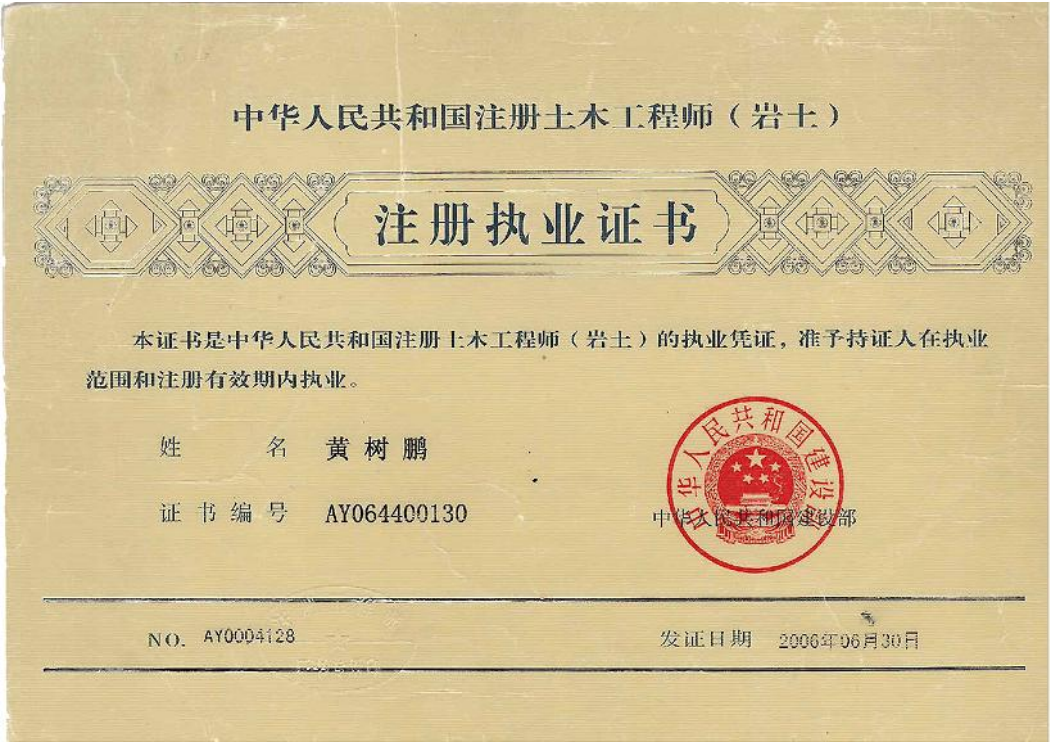 中华人民共和国注册土木工程师（岩土）
注册执业证书
本证书是中华人民共和国注册土木工程师（岩土）的执业凭证，准予持证人在执业
范围和注册有效期内执业。
姓 名 黄树鹏
证书编号 AY064400130
中华人民共和国建设部
中华人民共和国建设部
NO. AY0004128
发证日期 2006年06月30日